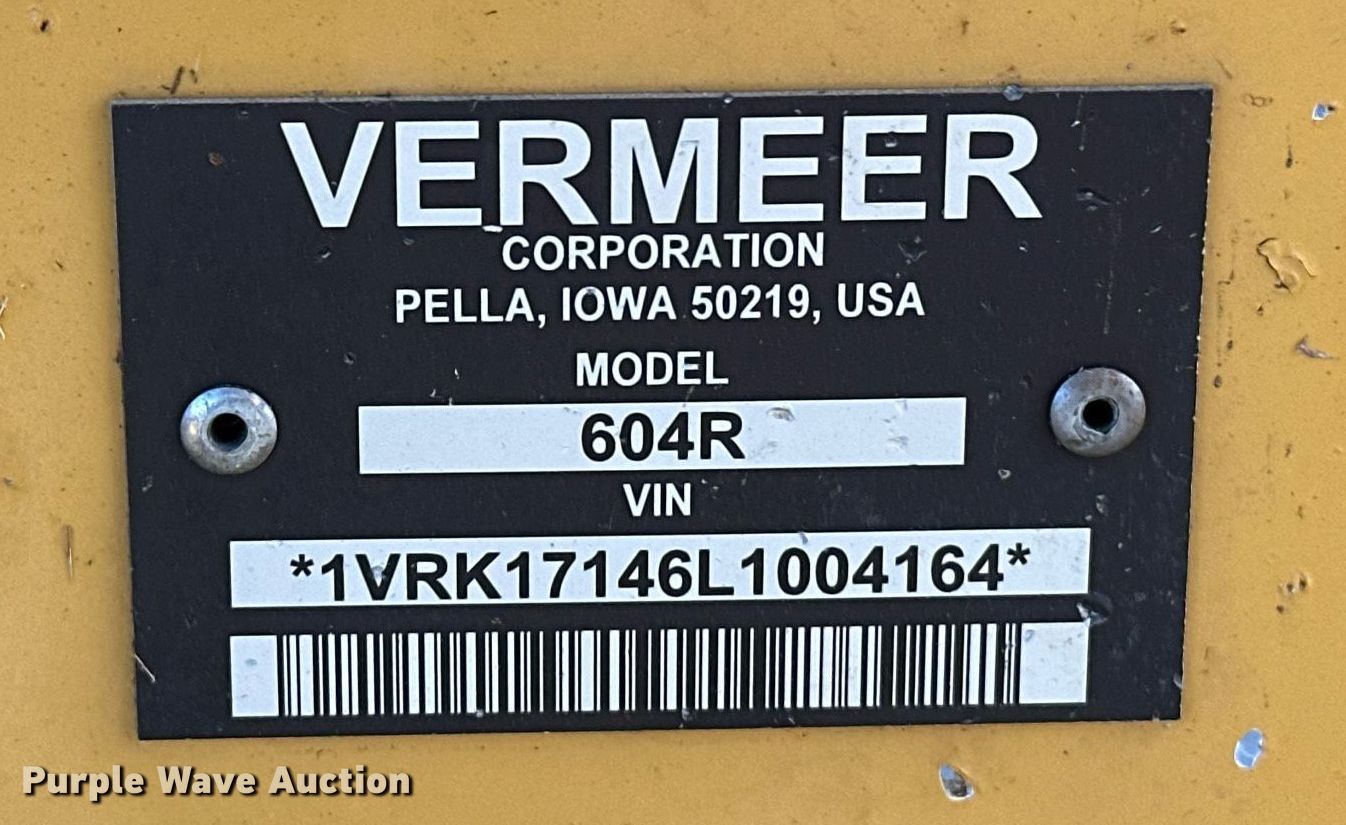 VERMEER
CORPORATION
PELLA, IOWA 50219, USA
MODEL
604R
VIN
*1VRK17146L1004164*
Purple Wave Auction